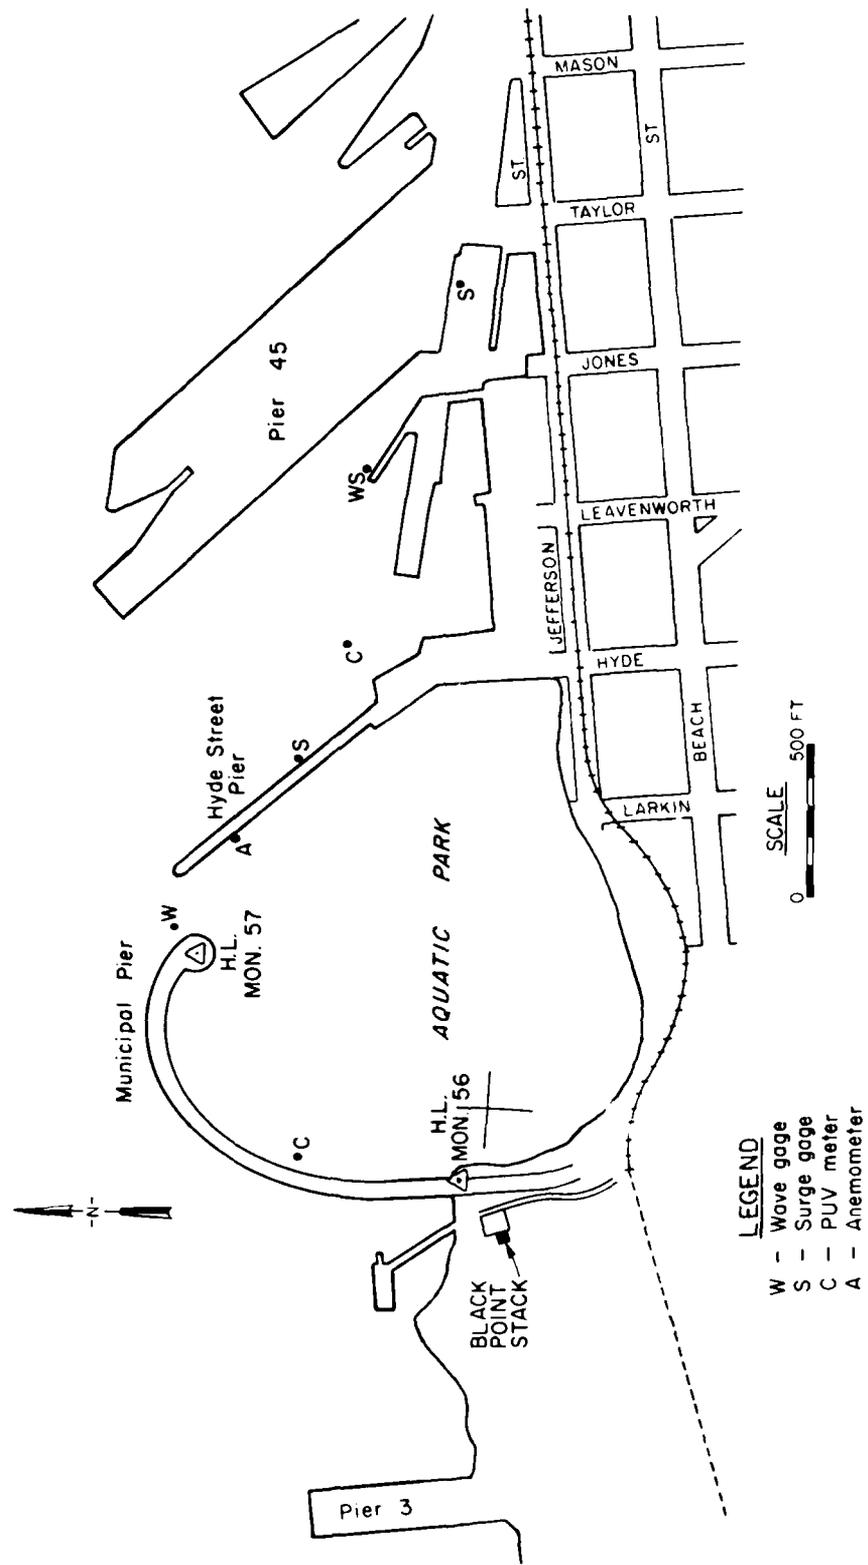 Pier 3
BLACK
POINT
STACK
-N-
Municipal Pier
C
H.L.
MON. 56
AQUATIC PARK
W
H.L.
MON. 57
Hyde Street
Pier
A
S
C
WS
Pier 45
S
JEFFERSON
ST.
MASON
TAYLOR
JONES
LEAVENWORTH
HYDE
LARKIN
BEACH
ST
LEGEND
W – Wave gage
S – Surge gage
C – PUV meter
A – Anemometer
SCALE
0 500 FT